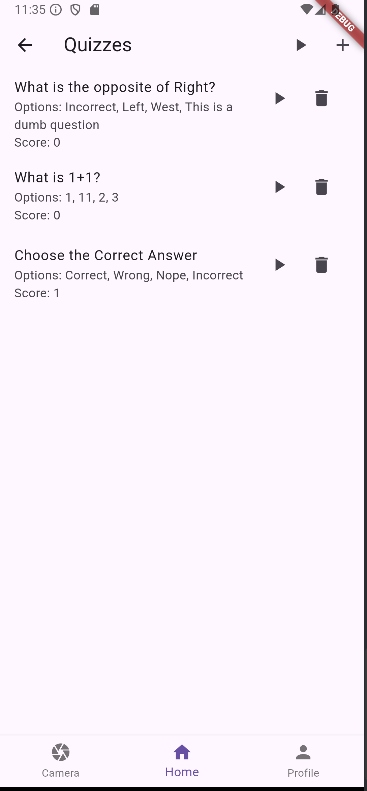 11:35
DEBUG
Quizzes
What is the opposite of Right?
Options: Incorrect, Left, West, This is a
dumb question
Score: 0
What is 1+1?
Options: 1, 11, 2, 3
Score: 0
Choose the Correct Answer
Options: Correct, Wrong, Nope, Incorrect
Score: 1
Camera
Home
Profile